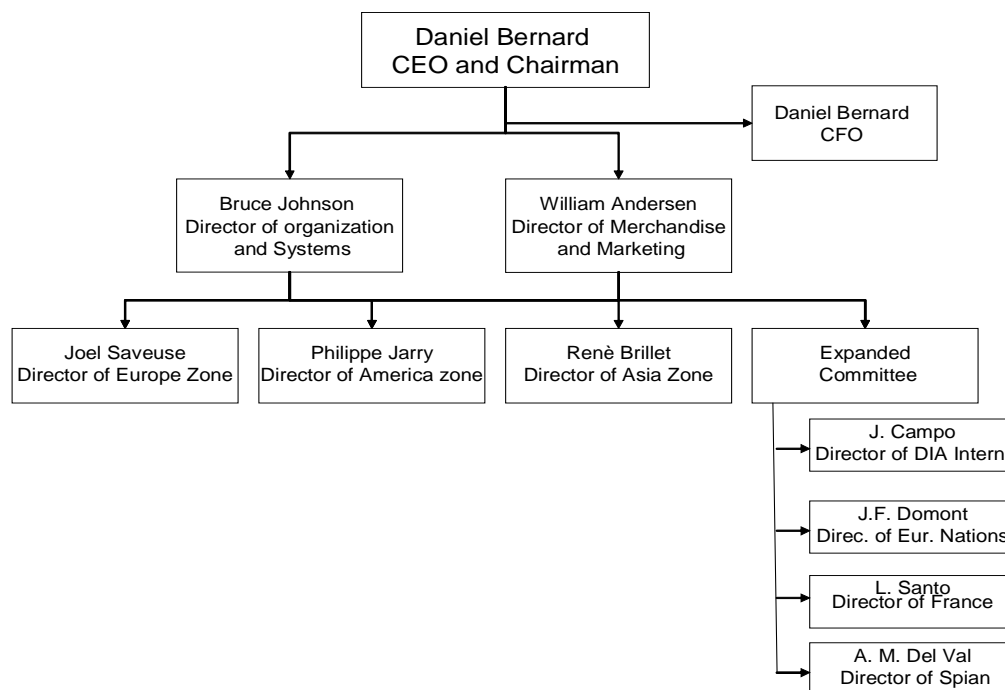 Daniel Bernard
CEO and Chairman
Daniel Bernard
CFO
Bruce Johnson
Director of organization
and Systems
William Andersen
Director of Merchandise
and Marketing
Joel Saveuse
Director of Europe Zone
Philippe Jarry
Director of America zone
Renè Brillet
Director of Asia Zone
Expanded
Committee
J. Campo
Director of DIA Intern
J.F. Domont
Direc. of Eur. Nations
L. Santo
Director of France
A. M. Del Val
Director of Spian